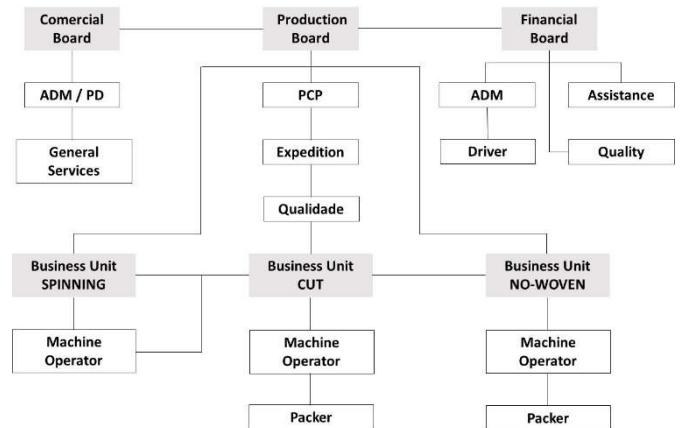 Comercial
Board
Production
Board
Financial
Board
ADM / PD
PCP
ADM
Assistance
General
Services
Expedition
Driver
Quality
Qualidade
Business Unit
SPINNING
Business Unit
CUT
Business Unit
NO-WOVEN
Machine
Operator
Machine
Operator
Machine
Operator
Packer
Packer